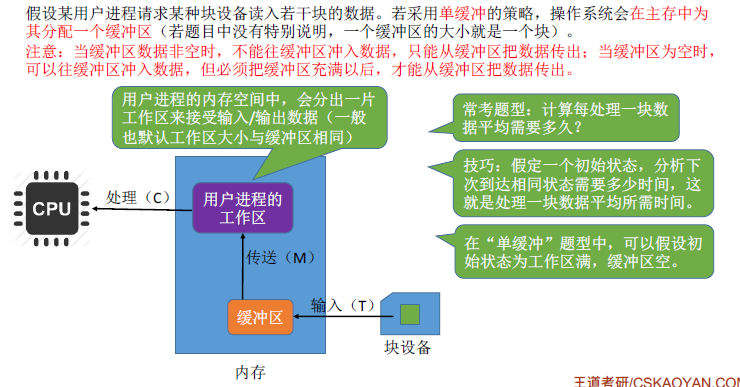 假设某用户进程请求某种块设备读入若干块的数据。若采用单缓冲的策略，操作系统会在主存中为
其分配一个缓冲区（若题目中没有特别说明，一个缓冲区的大小就是一个块）。
注意：当缓冲区数据非空时，不能往缓冲区冲入数据，只能从缓冲区把数据传出；当缓冲区为空时，
可以往缓冲区冲入数据，但必须把缓冲区充满以后，才能从缓冲区把数据传出。
用户进程的内存空间中，会分出一片
工作区来接受输入/输出数据（一般
也默认工作区大小与缓冲区相同）
常考题型：计算每处理一块数
据平均需要多久？
技巧：假定一个初始状态，分析下
次到达相同状态需要多少时间，这
就是处理一块数据平均所需时间。
在“单缓冲”题型中，可以假设初
始状态为工作区满，缓冲区空。
CPU
处理（C）
用户进程的
工作区
传送（M）
缓冲区
输入（T）
块设备
内存
王道考研/CSKAOYAN.COM